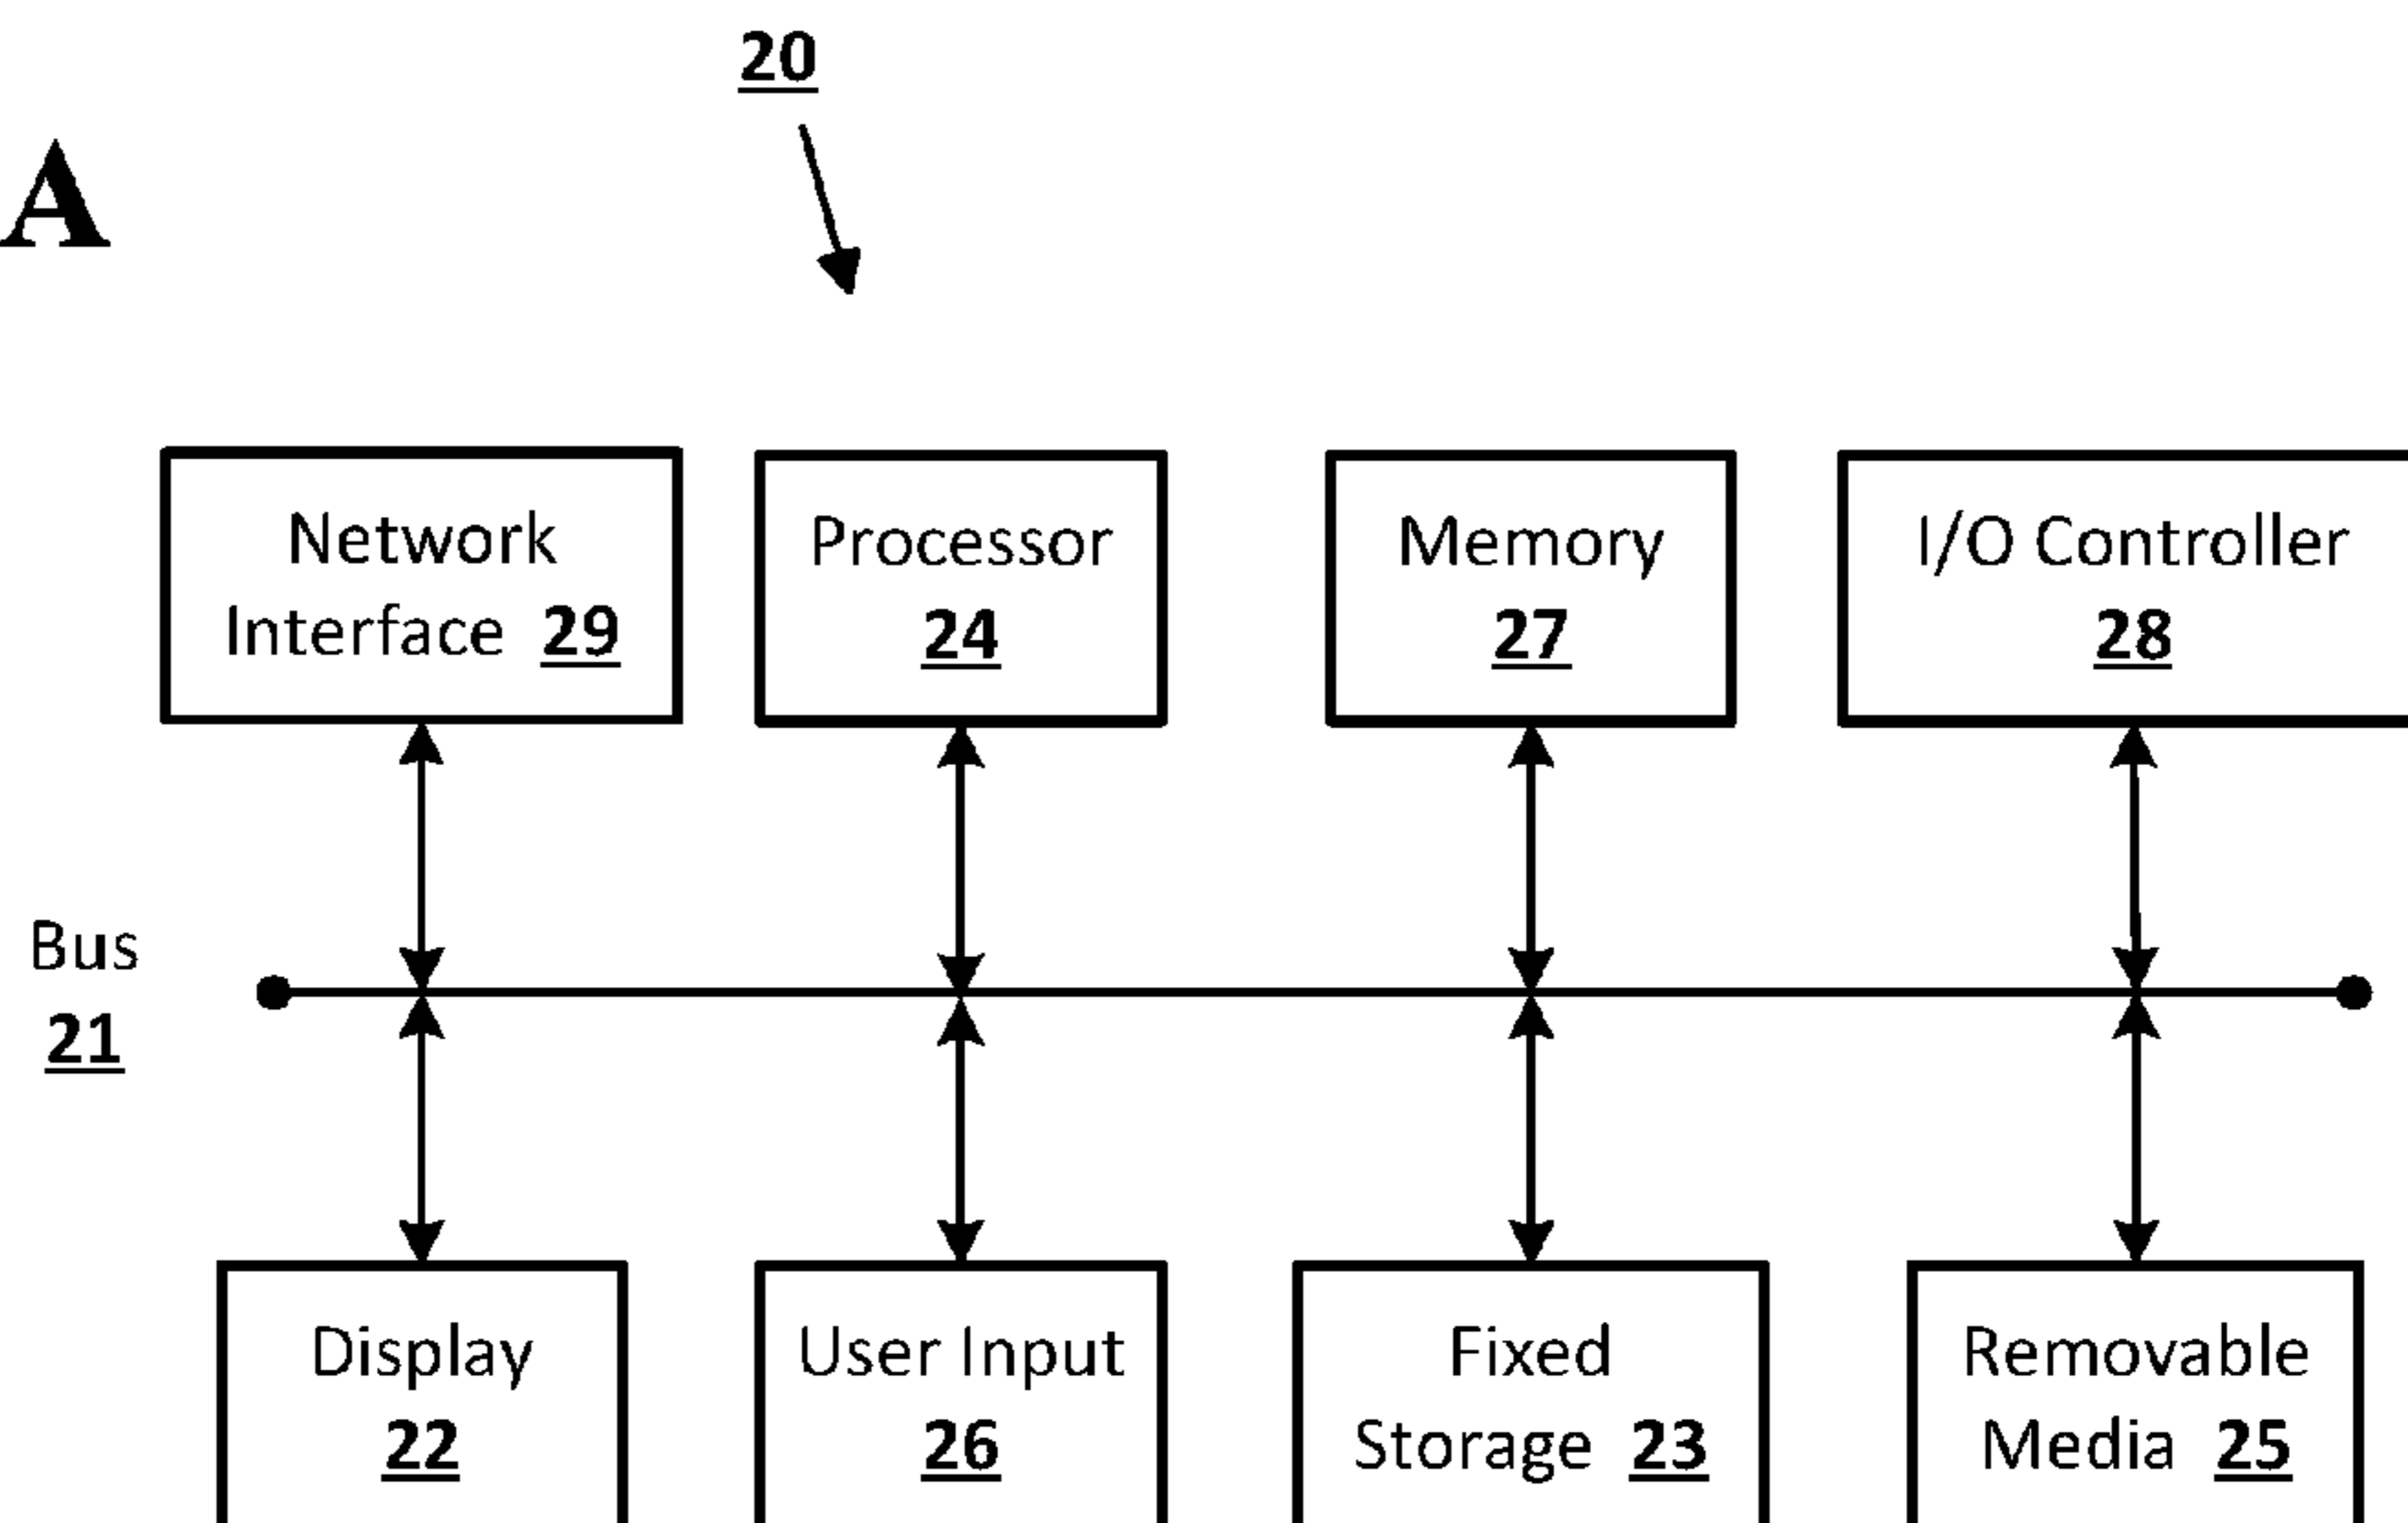 20
A
Network
Interface 29
Processor
24
Memory
27
I/O Controller
28
Bus
21
Display
22
User Input
26
Fixed
Storage 23
Removable
Media 25